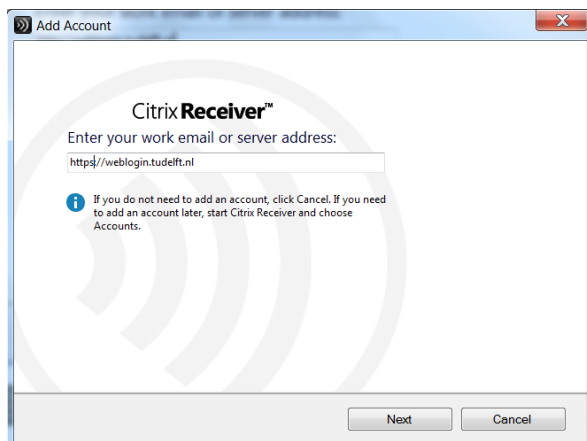 Add Account
Citrix Receiver™
Enter your work email or server address:
https//weblogin.tudelft.nl
If you do not need to add an account, click Cancel. If you need
to add an account later, start Citrix Receiver and choose
Accounts.
Next
Cancel